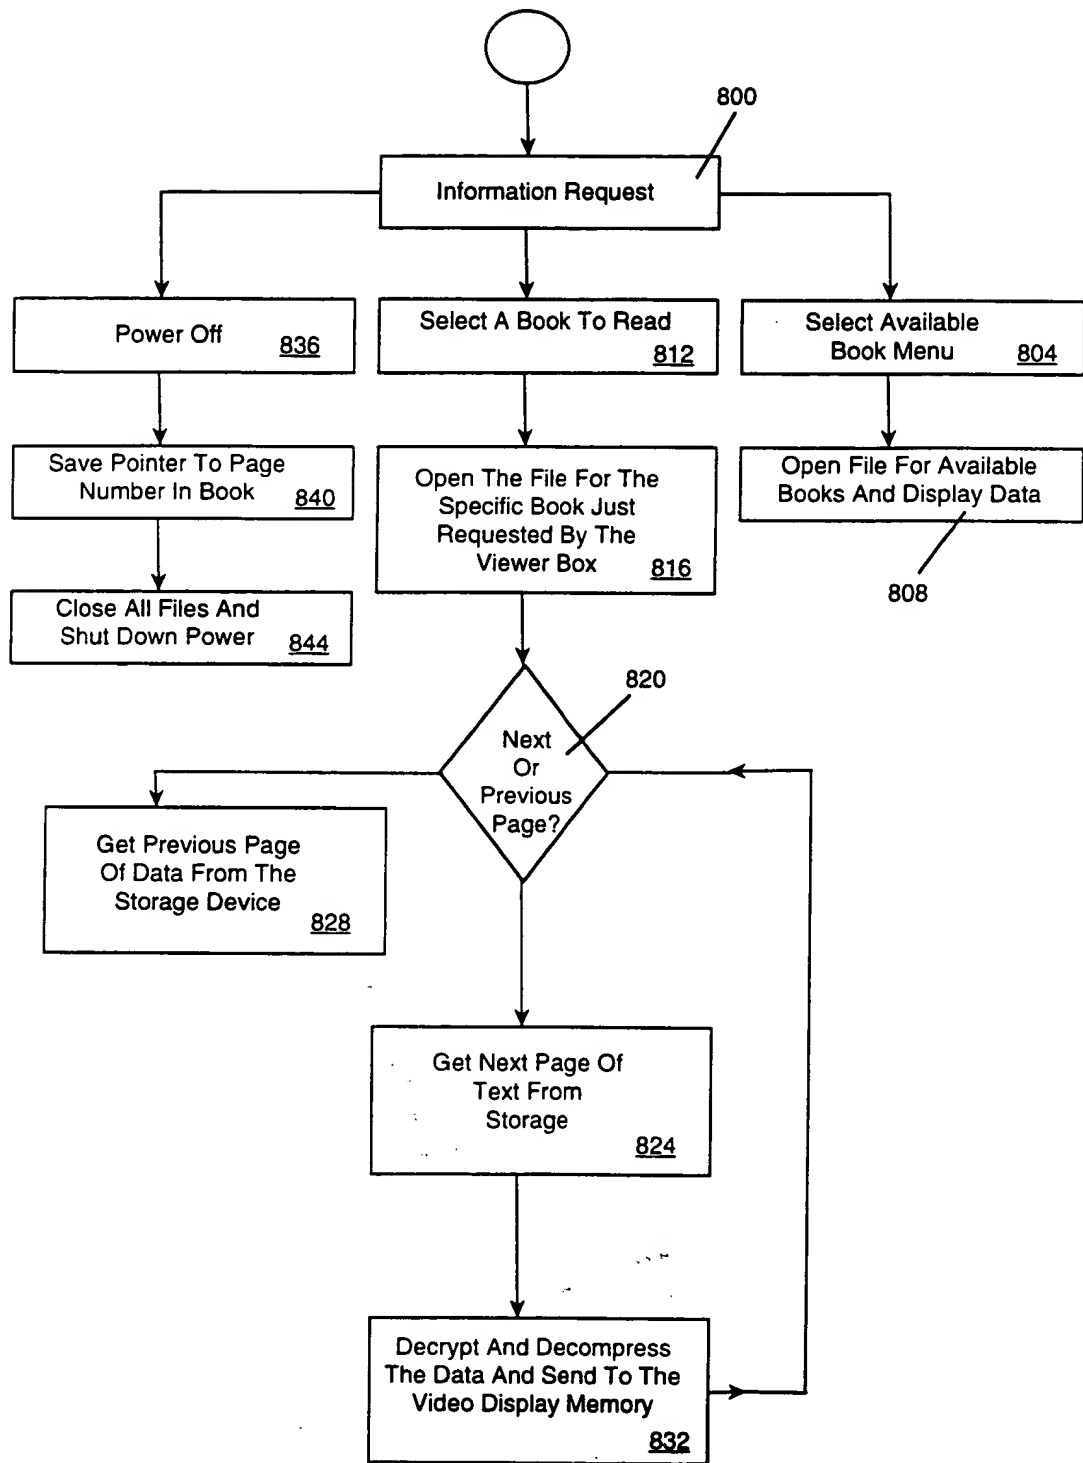 800
Information Request
Power Off
836
Select A Book To Read
812
Select Available
Book Menu
804
Save Pointer To Page
Number In Book
840
Open The File For The
Specific Book Just
Requested By The
Viewer Box
816
Open File For Available
Books And Display Data
808
Close All Files And
Shut Down Power
844
820
Next
Or
Previous
Page?
Get Previous Page
Of Data From The
Storage Device
828
Get Next Page Of
Text From
Storage
824
Decrypt And Decompress
The Data And Send To The
Video Display Memory
832